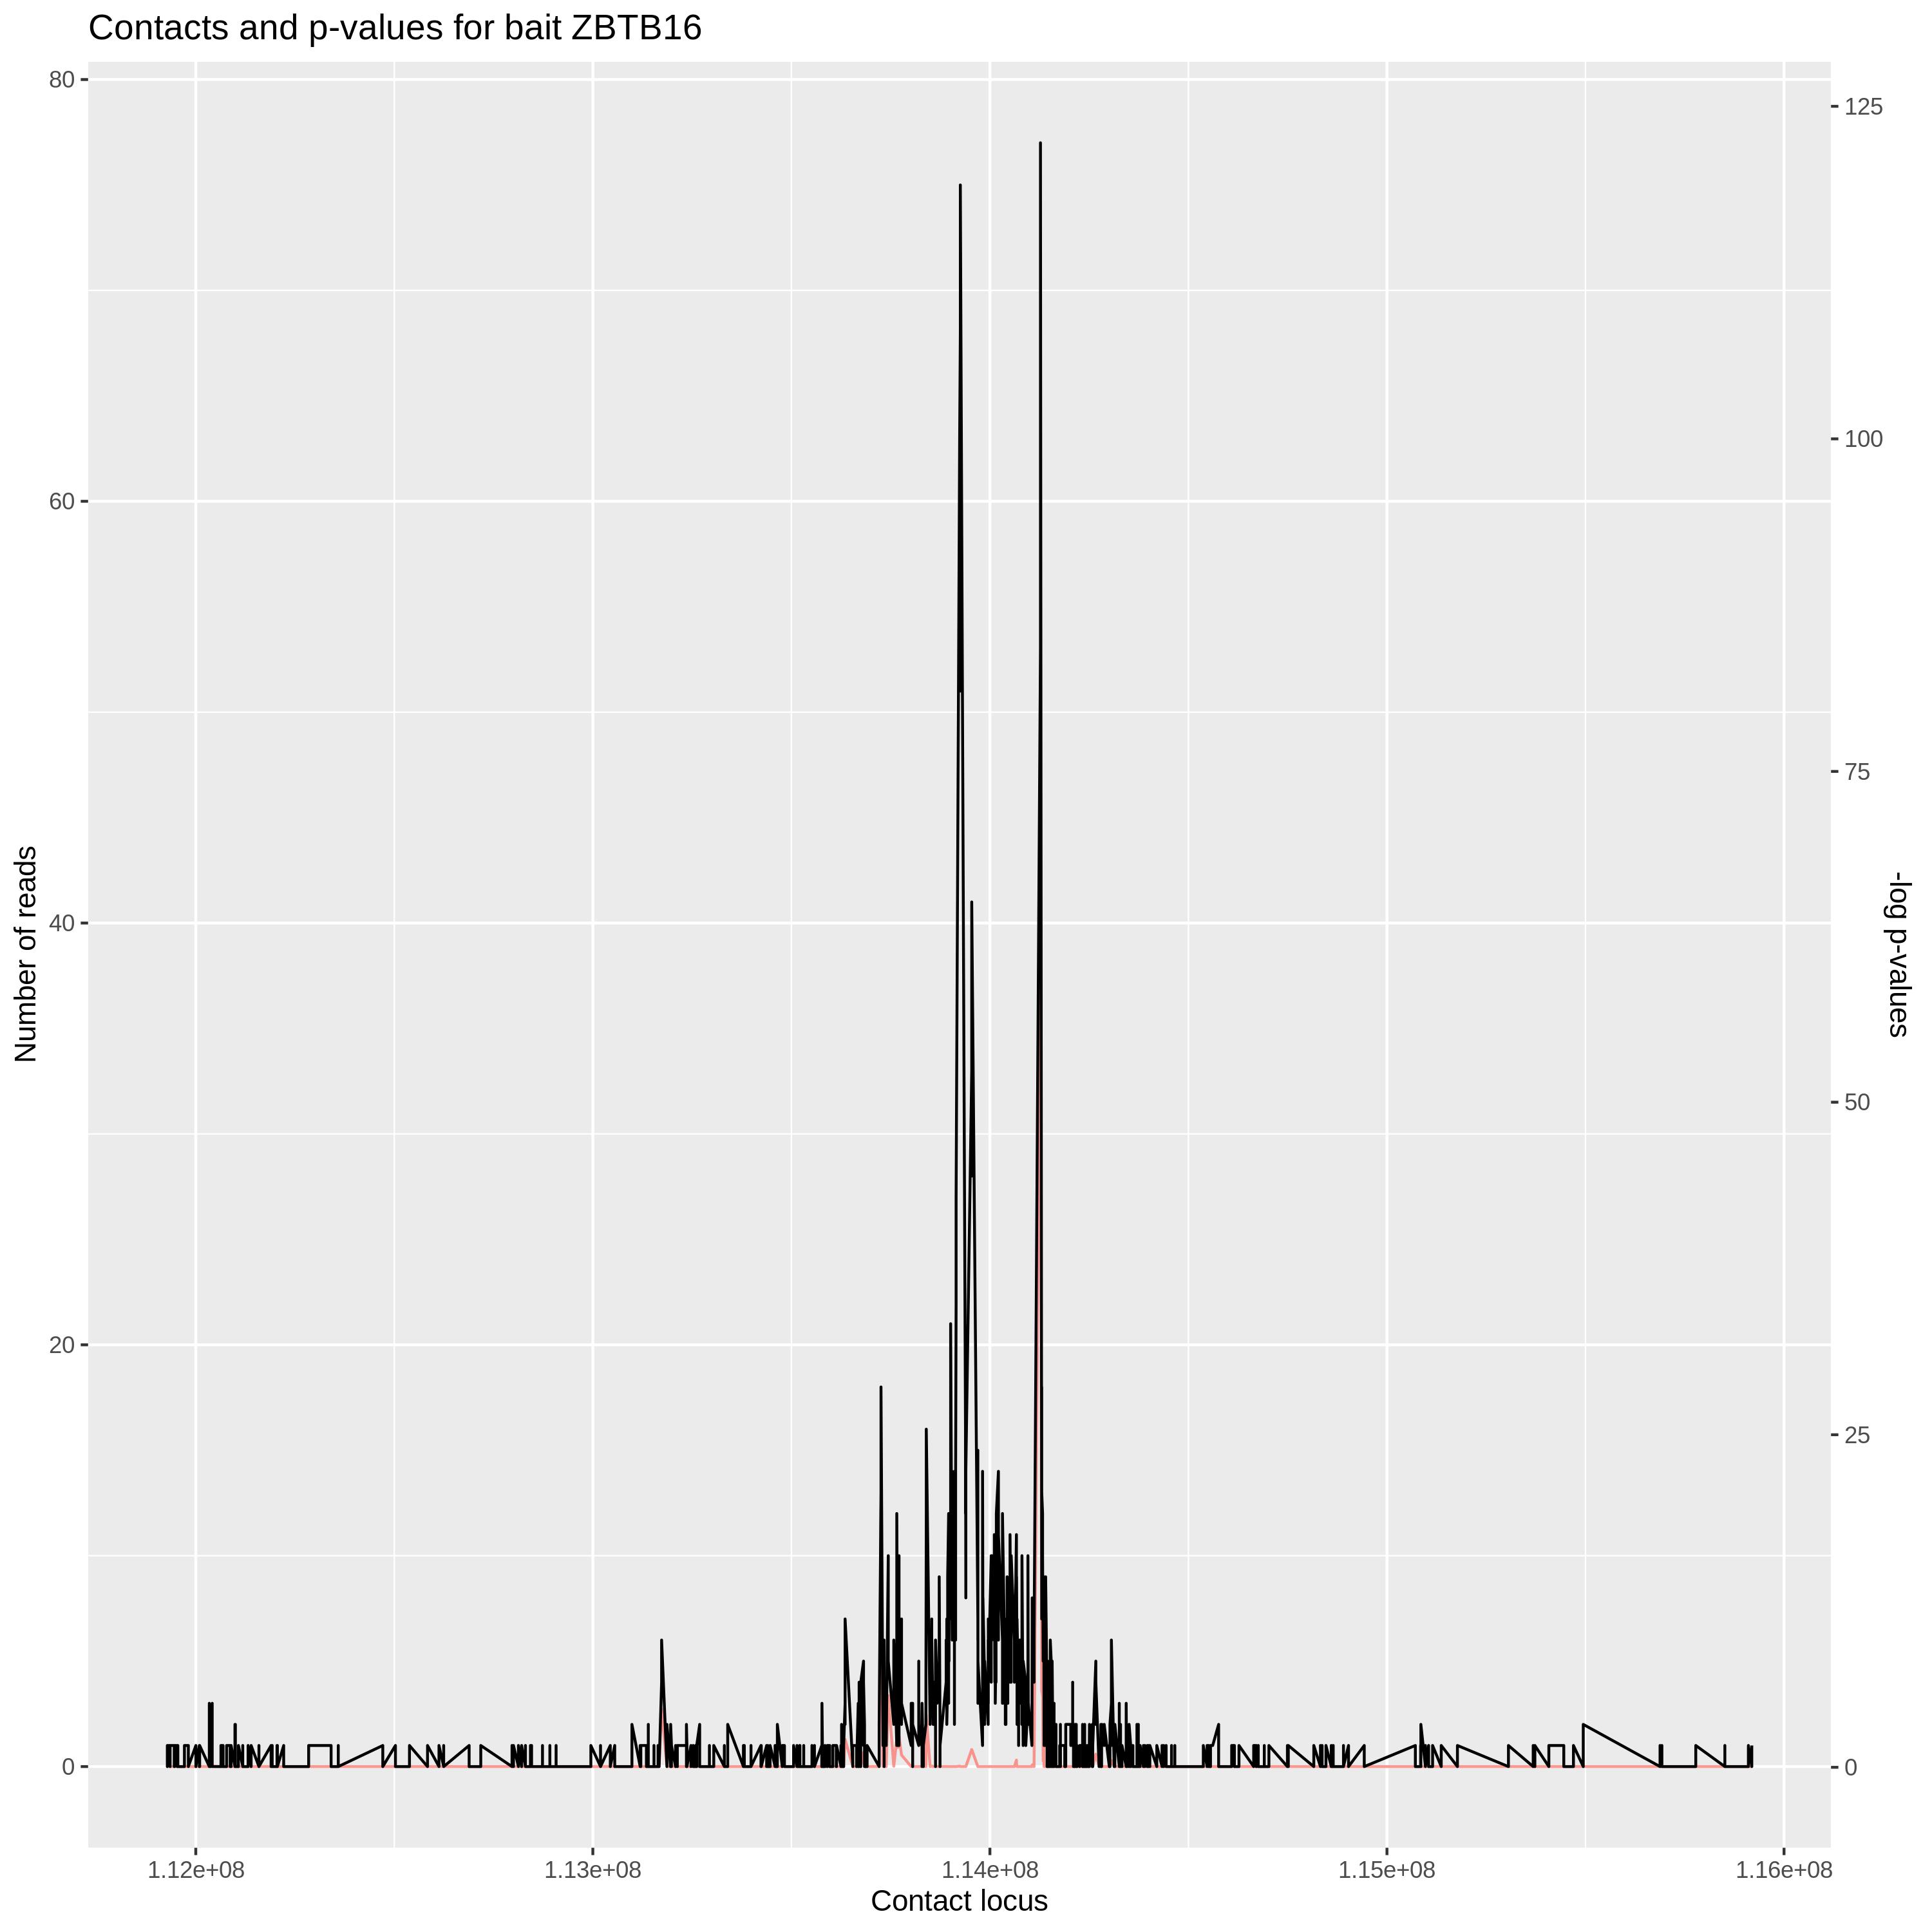 Contacts and p-values for bait ZBTB16
80
60
40
20
0
Number of reads
125
100
75
50
25
0
-log p-values
1.12e+08
1.13e+08
1.14e+08
1.15e+08
1.16e+08
Contact locus